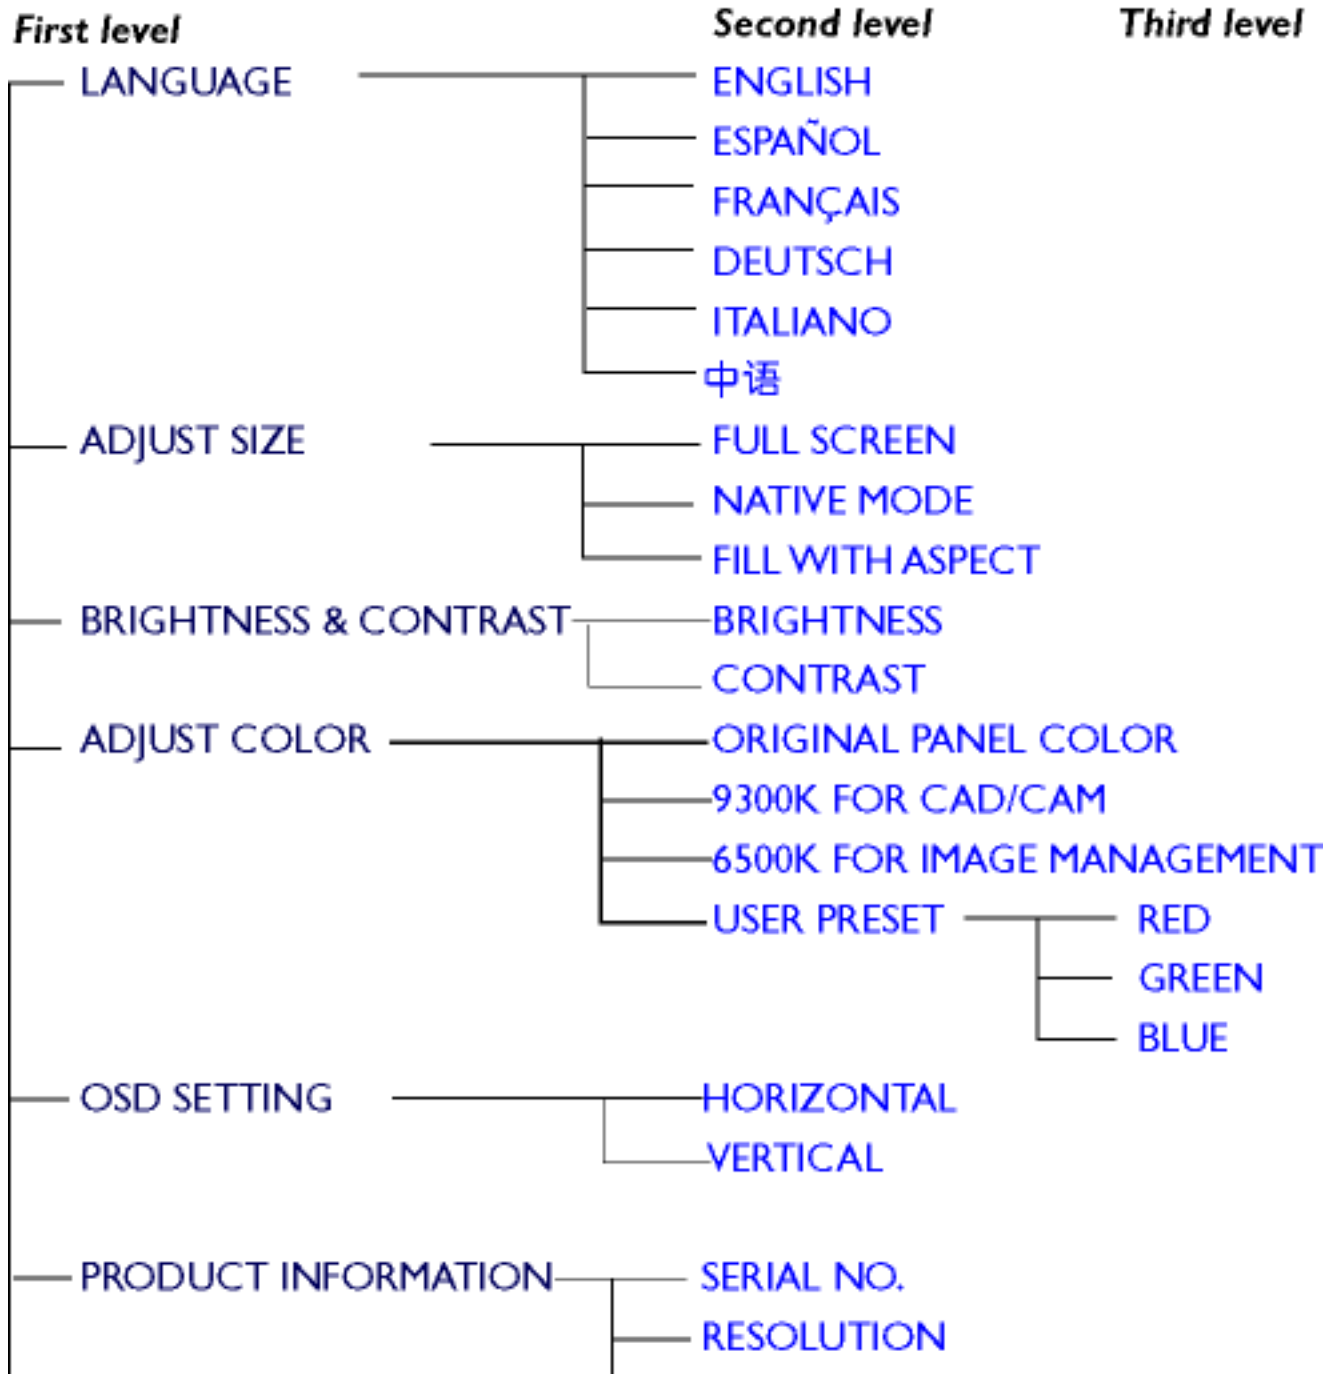 First level Second level Third level
LANGUAGE ENGLISH
ESPAÑOL
FRANÇAIS
DEUTSCH
ITALIANO
中语
ADJUST SIZE FULL SCREEN
NATIVE MODE
FILL WITH ASPECT
BRIGHTNESS & CONTRAST BRIGHTNESS
CONTRAST
ADJUST COLOR ORIGINAL PANEL COLOR
9300K FOR CAD/CAM
6500K FOR IMAGE MANAGEMENT
USER PRESET RED
GREEN
BLUE
OSD SETTING HORIZONTAL
VERTICAL
PRODUCT INFORMATION SERIAL NO.
RESOLUTION